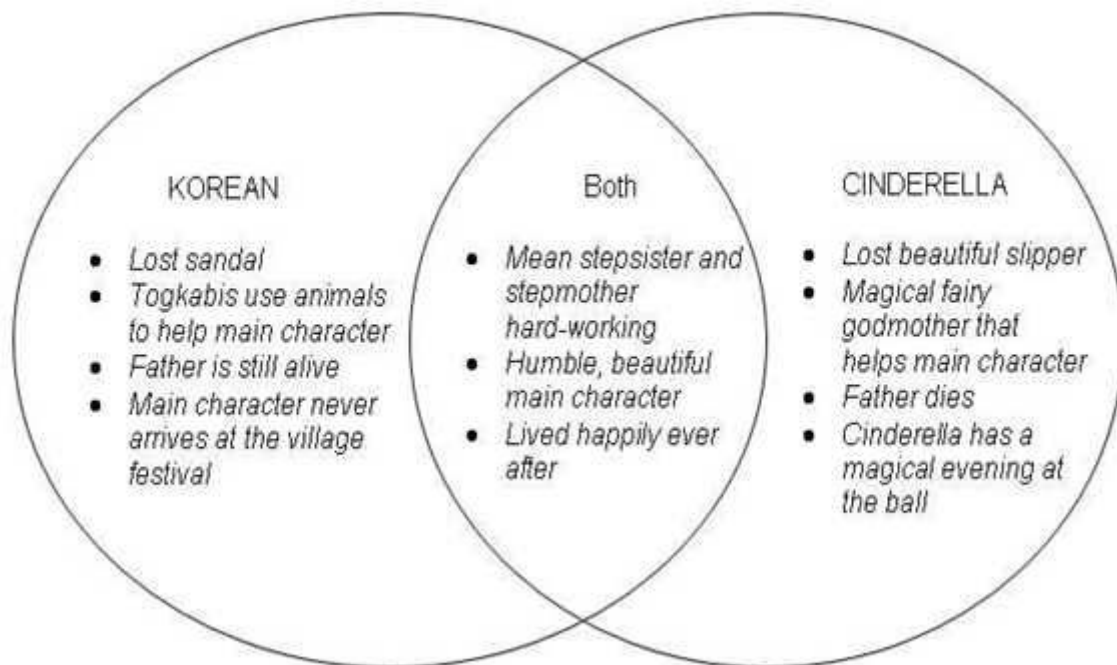 KOREAN
• Lost sandal
• Togkabis use animals
to help main character
• Father is still alive
• Main character never
arrives at the village
festival
Both
• Mean stepsister and
stepmother
hard-working
• Humble, beautiful
main character
• Lived happily ever
after
CINDERELLA
• Lost beautiful slipper
• Magical fairy
godmother that
helps main character
• Father dies
• Cinderella has a
magical evening at
the ball